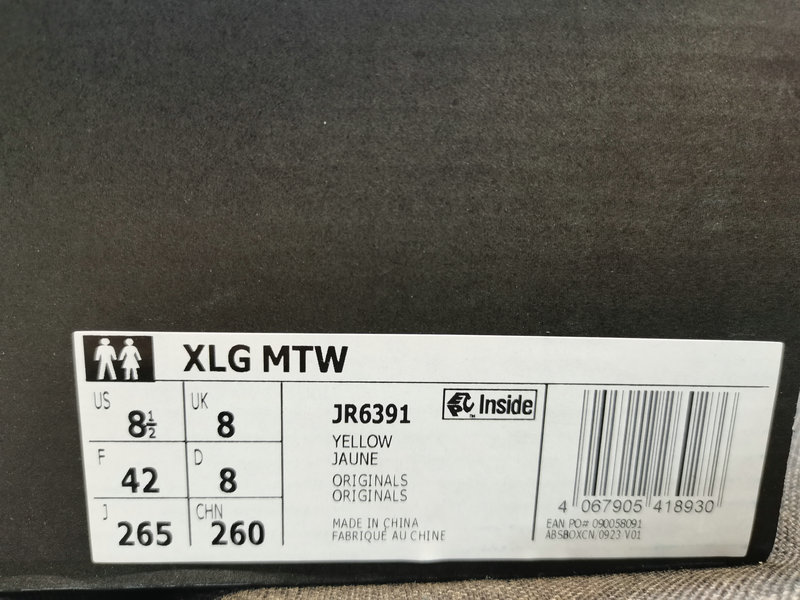 XLG MTW
US 8½ UK 8
F 42 D 8
J 265 CHN 260
JR6391
Inside
YELLOW
JAUNE
ORIGINALS
ORIGINALS
MADE IN CHINA
FABRIQUÉ AU CHINE
4 067905 418930
EAN PO# 090058091
ABSBOXCN/0923 V01